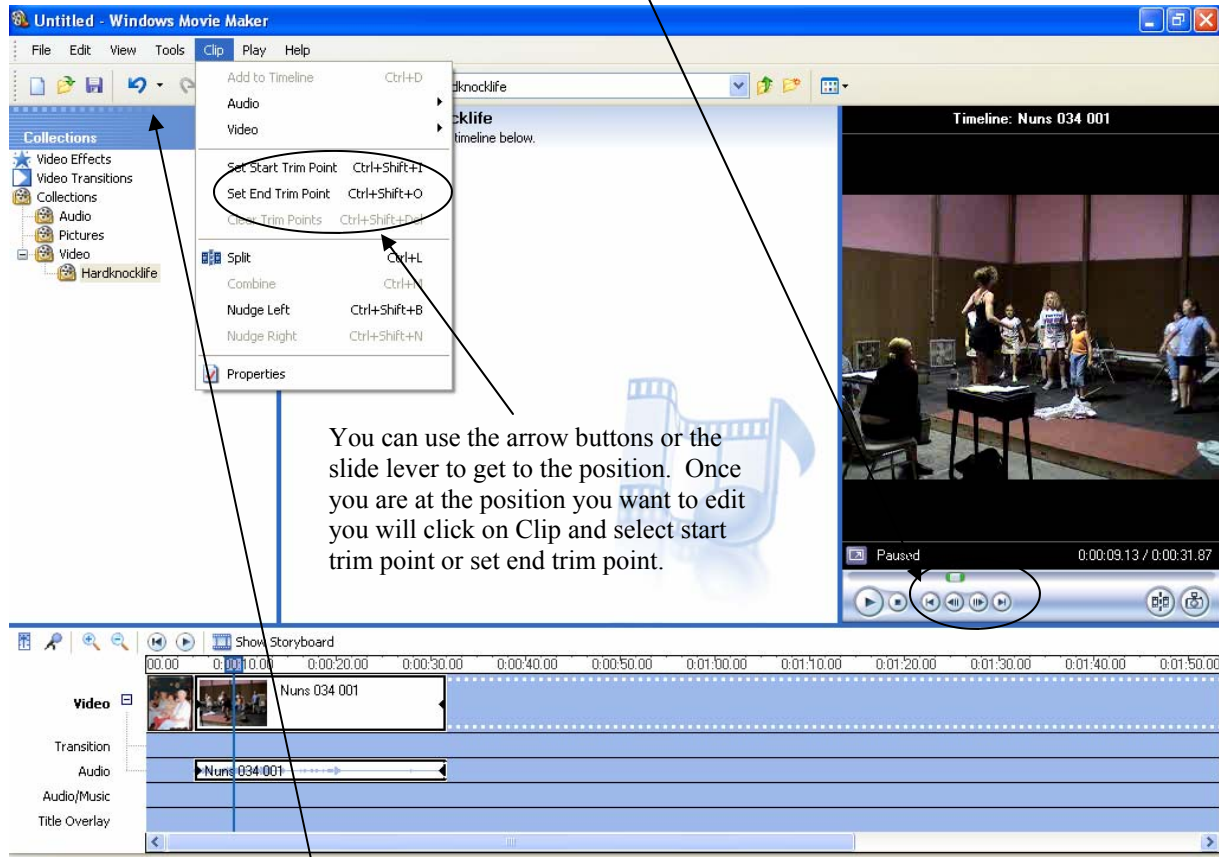 Untitled - Windows Movie Maker
File Edit View Tools Clip Play Help
dknocklife
Add to Timeline Ctrl+D
Audio
Video
Set Start Trim Point Ctrl+Shift+I
Set End Trim Point Ctrl+Shift+O
Clear Trim Points Ctrl+Shift+Del
Split Ctrl+L
Combine Ctrl+M
Nudge Left Ctrl+Shift+B
Nudge Right Ctrl+Shift+N
Properties
Collections
Video Effects
Video Transitions
Collections
Audio
Pictures
Video
Hardknocklife
cklife
timeline below.
Timeline: Nuns 034 001
You can use the arrow buttons or the
slide lever to get to the position. Once
you are at the position you want to edit
you will click on Clip and select start
trim point or set end trim point.
Paused 0:00:09.13 / 0:00:31.87
Show Storyboard
00.00 0:00:10.00 0:00:20.00 0:00:30.00 0:00:40.00 0:00:50.00 0:01:00.00 0:01:10.00 0:01:20.00 0:01:30.00 0:01:40.00 0:01:50.00
Video Nuns 034 001
Transition
Audio Nuns 034 001
Audio/Music
Title Overlay